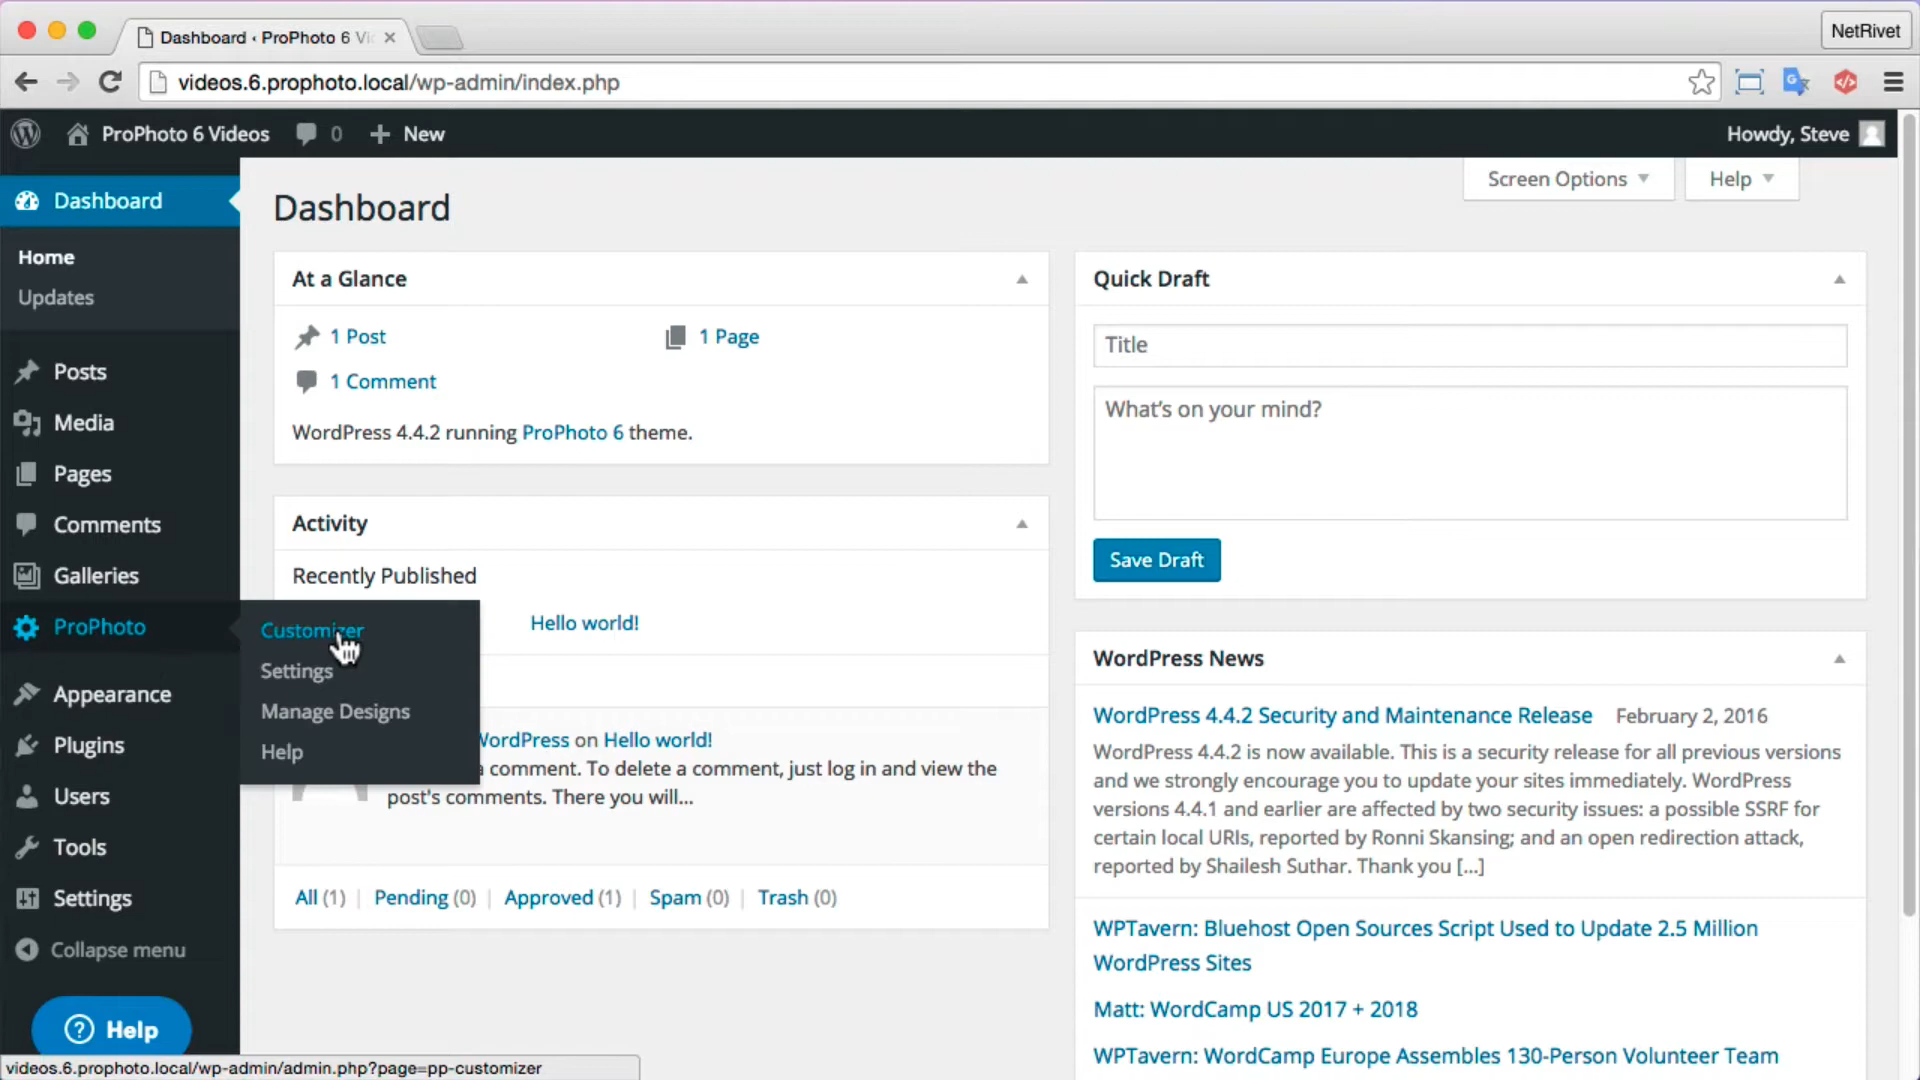 Dashboard ‹ ProPhoto 6 Vi
NetRivet
videos.6.prophoto.local/wp-admin/index.php
ProPhoto 6 Videos
0
New
Howdy, Steve
Dashboard
Home
Updates
Posts
Media
Pages
Comments
Galleries
ProPhoto
Appearance
Plugins
Users
Tools
Settings
Collapse menu
Help
Customizer
Settings
Manage Designs
Help
Dashboard
Screen Options
Help
At a Glance
1 Post
1 Page
1 Comment
WordPress 4.4.2 running ProPhoto 6 theme.
Activity
Recently Published
Hello world!
WordPress on Hello world!
a comment. To delete a comment, just log in and view the
post's comments. There you will...
All (1) | Pending (0) | Approved (1) | Spam (0) | Trash (0)
Quick Draft
Title
What's on your mind?
Save Draft
WordPress News
WordPress 4.4.2 Security and Maintenance Release February 2, 2016
WordPress 4.4.2 is now available. This is a security release for all previous versions
and we strongly encourage you to update your sites immediately. WordPress
versions 4.4.1 and earlier are affected by two security issues: a possible SSRF for
certain local URIs, reported by Ronni Skansing; and an open redirection attack,
reported by Shailesh Suthar. Thank you [...]
WPTavern: Bluehost Open Sources Script Used to Update 2.5 Million
WordPress Sites
Matt: WordCamp US 2017 + 2018
WPTavern: WordCamp Europe Assembles 130-Person Volunteer Team
videos.6.prophoto.local/wp-admin/admin.php?page=pp-customizer